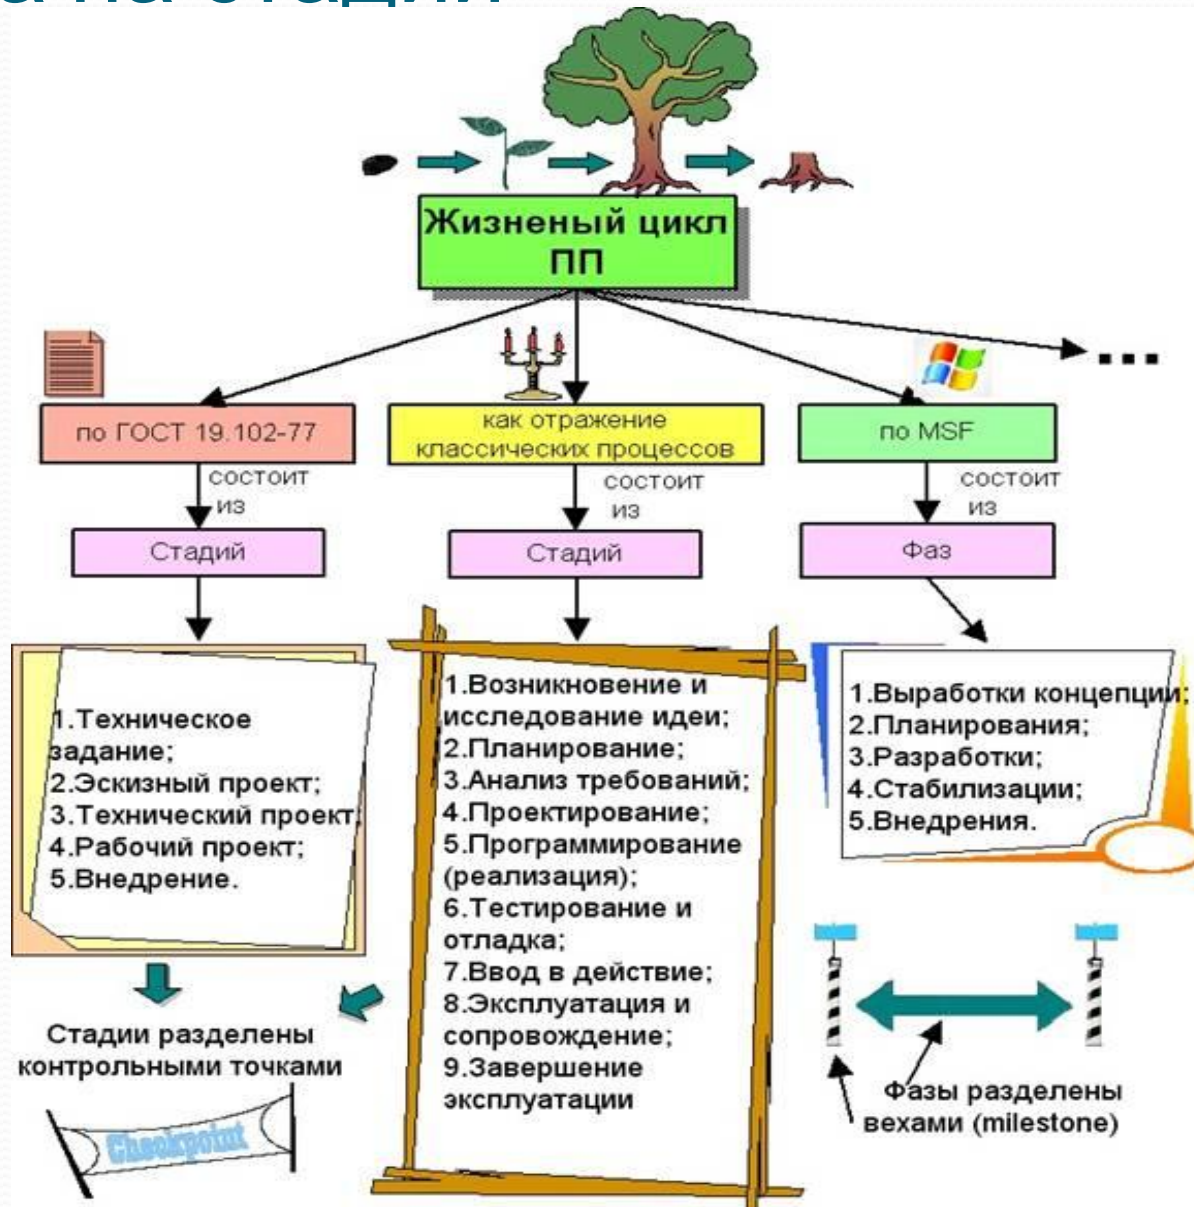 Жизненый цикл
ПП
...
по ГОСТ 19.102-77
как отражение
классических процессов
по MSF
состоит
из
состоит
из
состоит
из
Стадий
Стадий
Фаз
1.Техническое
задание;
2.Эскизный проект;
3.Технический проект;
4.Рабочий проект;
5.Внедрение.
1.Возникновение и
исследование идеи;
2.Планирование;
3.Анализ требований;
4.Проектирование;
5.Программирование
(реализация);
6.Тестирование и
отладка;
7.Ввод в действие;
8.Эксплуатация и
сопровождение;
9.Завершение
эксплуатации
1.Выработки концепции;
2.Планирования;
3.Разработки;
4.Стабилизации;
5.Внедрения.
Стадии разделены
контрольными точками
Checkpoint
Фазы разделены
вехами (milestone)